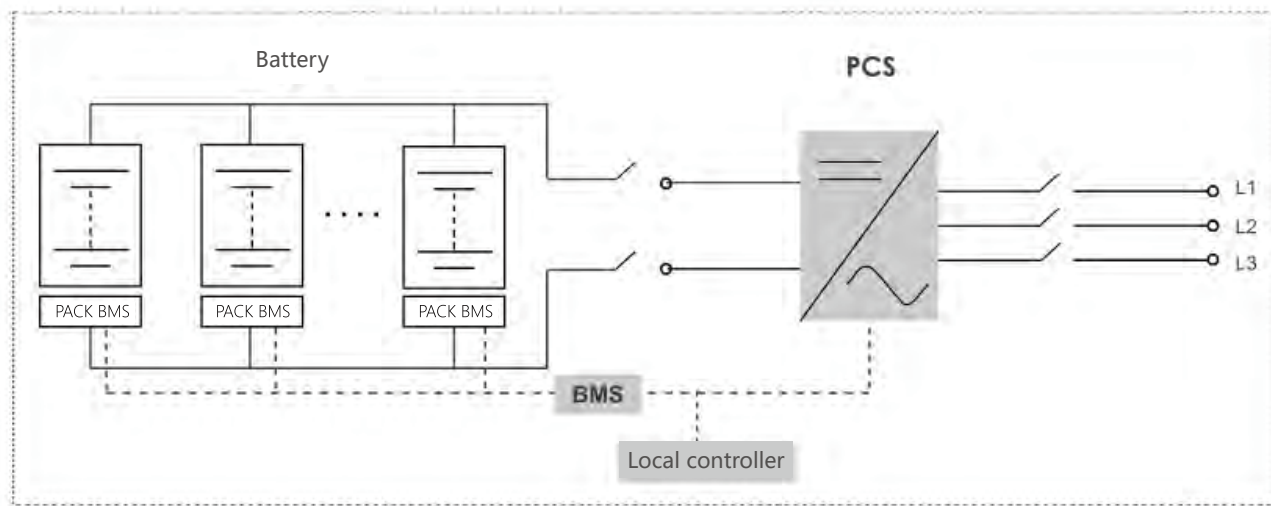 Battery
PCS
L1
L2
L3
PACK BMS
PACK BMS
PACK BMS
BMS
Local controller